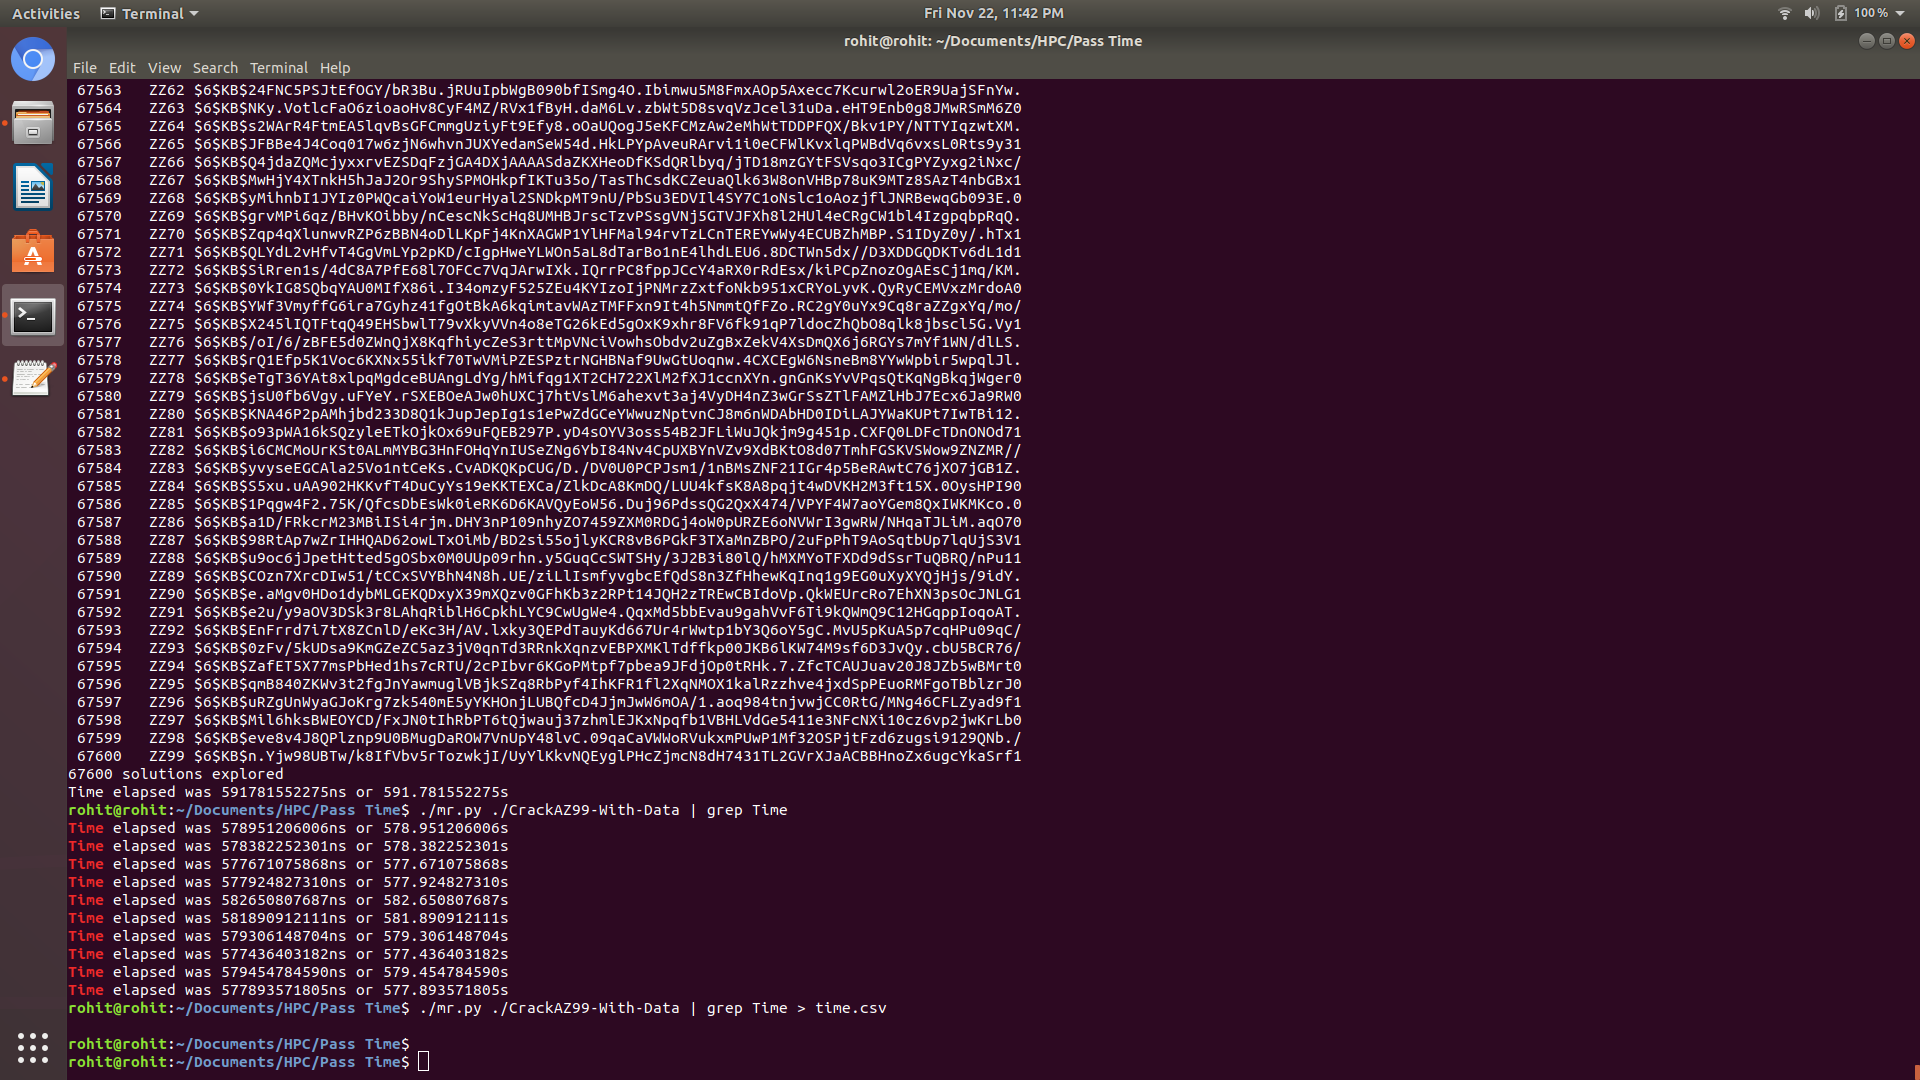 Activities
Terminal
Fri Nov 22, 11:42 PM
100 %
rohit@rohit: ~/Documents/HPC/Pass Time
File Edit View Search Terminal Help
67563 ZZ62 $6$KB$24FNC5PSJtEfOGY/bR3Bu.jRUuIpbWgB090bfISmg4O.Ibimwu5M8FmxAOp5Axecc7Kcurwl2oER9UajSFnYw.
67564 ZZ63 $6$KB$NKy.VotlcFaO6zioaoHv8CyF4MZ/RVx1fByH.daM6Lv.zbWt5D8svqVzJcel31uDa.eHT9Enb0g8JMwRSmM6Z0
67565 ZZ64 $6$KB$s2WArR4FtmEA5lqvBsGFCmmgUziyFt9Efy8.oOaUQogJ5eKFCMzAw2eMhWtTDDPFQX/Bkv1PY/NTTYIqzwtXM.
67566 ZZ65 $6$KB$JFBBe4J4Coq017w6zjN6whvnJUXYedamSeW54d.HkLPYpAveuRArvi1i0eCFWlKvxlqPWBdVq6vxsL0Rts9y31
67567 ZZ66 $6$KB$Q4jdaZQMcjyxxrvEZSDqFzjGA4DXjAAAASdaZKXHeoDfKSdQRlbyq/jTD18mzGYtFSVsqo3ICgPYZyxg2iNxc/
67568 ZZ67 $6$KB$MwHjY4XTnkH5hJaJ2Or9ShySPMOHkpfIKTu35o/TasThCsdKCZeuaQlk63W8onVHBp78uK9MTz8SAzT4nbGBx1
67569 ZZ68 $6$KB$yMihnbI1JYIz0PWQcaiYoW1eurHyal2SNDkpMT9nU/PbSu3EDVIl4SY7C1oNslc1oAozjflJNRBewqGb093E.0
67570 ZZ69 $6$KB$grvMPi6qz/BHvKOibby/nCescNkScHq8UMHBJrscTzvPSsgVNj5GTVJFXh8l2HUl4eCRgCW1bl4IzgpqbpRqQ.
67571 ZZ70 $6$KB$Zqp4qXlunwvRZP6zBBN4oDlLKpFj4KnXAGWP1YlHFMal94rvTzLCnTEREYwWy4ECUBZhMBP.S1IDyZ0y/.hTx1
67572 ZZ71 $6$KB$QLYdL2vHfvT4GgVmLYp2pKD/cIgpHweYLWOn5aL8dTarBo1nE4lhdLEU6.8DCTWn5dx//D3XDDGQDKTv6dL1d1
67573 ZZ72 $6$KB$SiRren1s/4dC8A7PfE68l7OFCc7VqJArwIXk.IQrrPC8fppJCcY4aRX0rRdEsx/kiPCpZnozOgAEsCj1mq/KM.
67574 ZZ73 $6$KB$0YkIG8SQbqYAU0MIfX86i.I34omzyF525ZEu4KYIzoIjPNMrzZxtfoNkb951xCRYoLyvK.QyRyCEMVxzMrdoA0
67575 ZZ74 $6$KB$YWf3VmyffG6ira7Gyhz41fgOtBkA6kqimtavWAzTMFFxn9It4h5NmmtQfFZo.RC2gY0uYx9Cq8raZZgxYq/mo/
67576 ZZ75 $6$KB$X245lIQTFtqQ49EHSbwlT79vXkyVVn4o8eTG26kEd5gOxK9xhr8FV6fk91qP7ldocZhQbO8qlk8jbscl5G.Vy1
67577 ZZ76 $6$KB$/oI/6/zBFE5d0ZWnQjX8KqfhiycZeS3rttMpVNciVowhsObdv2uZgBxZekV4XsDmQX6j6RGYs7mYf1WN/dlLS.
67578 ZZ77 $6$KB$rQ1Efp5K1Voc6KXNx55ikf70TwVMiPZESPztrNGHBNaf9UwGtUoqnw.4CXCEgW6NsneBm8YYwWpbir5wpqlJl.
67579 ZZ78 $6$KB$eTgT36YAt8xlpqMgdceBUAngLdYg/hMifqg1XT2CH722XlM2fXJ1ccnXYn.gnGnKsYvVPqsQtKqNgBkqjWger0
67580 ZZ79 $6$KB$jsU0fb6Vgy.uFYeY.rSXEBOeAJw0hUXCj7htVslM6ahexvt3aj4VyDH4nZ3wGrSsZTlFAMZlHbJ7Ecx6Ja9RW0
67581 ZZ80 $6$KB$KNA46P2pAMhjbd233D8Q1kJupJepIg1s1ePwZdGCeYWwuzNptvnCJ8m6nWDAbHD0IDiLAJYWaKUPt7IwTBi12.
67582 ZZ81 $6$KB$o93pWA16kSQzyleETkOjkOx69uFQEB297P.yD4sOYV3oss54B2JFLiWuJQkjm9g451p.CXFQ0LDFcTDnONOd71
67583 ZZ82 $6$KB$i6CMCMoUrKSt0ALmMYBG3HnFOHqYnIUSeZNg6YbI84Nv4CpUXBYnVZv9XdBKtO8d07TmhFGSKVSWow9ZNZMR//
67584 ZZ83 $6$KB$yvyseEGCAla25Vo1ntCeKs.CvADKQKpCUG/D./DV0U0PCPJsm1/1nBMsZNF21IGr4p5BeRAwtC76jXO7jGB1Z.
67585 ZZ84 $6$KB$S5xu.uAA902HKKvfT4DuCyYs19eKKTEXCa/ZlkDcA8KmDQ/LUU4kfsK8A8pqjt4wDVKH2M3ft15X.0OysHPI90
67586 ZZ85 $6$KB$1Pqgw4F2.75K/QfcsDbEsWk0ieRK6D6KAVQyEoW56.Duj96PdssQG2QxX474/VPYF4W7aoYGem8QxIWKMKco.0
67587 ZZ86 $6$KB$a1D/FRkcrM23MBiISi4rjm.DHY3nP109nhyZO7459ZXM0RDGj4oW0pURZE6oNVWrI3gwRW/NHqaTJLiM.aqO70
67588 ZZ87 $6$KB$98RtAp7wZrIHHQAD62owLTxOiMb/BD2si55ojlyKCR8vB6PGkF3TXaMnZBPO/2uFpPhT9AoSqtbUp7lqUjS3V1
67589 ZZ88 $6$KB$u9oc6jJpetHtted5gOSbx0M0UUp09rhn.y5GuqCcSWTSHy/3J2B3i80lQ/hMXMYoTFXDd9dSsrTuQBRQ/nPu11
67590 ZZ89 $6$KB$COzn7XrcDIw51/tCCxSVYBhN4N8h.UE/ziLlIsmfyvgbcEfQdS8n3ZfHhewKqInq1g9EG0uXyXYQjHjs/9idY.
67591 ZZ90 $6$KB$e.aMgv0HDo1dybMLGEKQDxyX39mXQzv0GFhKb3z2RPt14JQH2zTREwCBIdoVp.QkWEUrcRo7EhXN3psOcJNLG1
67592 ZZ91 $6$KB$e2u/y9aOV3DSk3r8LAhqRiblH6CpkhLYC9CwUgWe4.QqxMd5bbEvau9gahVvF6Ti9kQWmQ9C12HGqppIoqoAT.
67593 ZZ92 $6$KB$EnFrrd7i7tX8ZCnlD/eKc3H/AV.lxky3QEPdTauyKd667Ur4rWwtp1bY3Q6oY5gC.MvU5pKuA5p7cqHPu09qC/
67594 ZZ93 $6$KB$0zFv/5kUDsa9KmGZeZC5az3jV0qnTd3RRnkXqnzvEBPXMKlTdffkp00JKB6lKW74M9sf6D3JvQy.cbU5BCR76/
67595 ZZ94 $6$KB$ZafET5X77msPbHed1hs7cRTU/2cPIbvr6KGoPMtpf7pbea9JFdjOp0tRHk.7.ZfcTCAUJuav20J8JZb5wBMrt0
67596 ZZ95 $6$KB$qmB840ZKWv3t2fgJnYawmuglVBjkSZq8RbPyf4IhKFR1fl2XqNMOX1kalRzzhve4jxdSpPEuoRMFgoTBblzrJ0
67597 ZZ96 $6$KB$uRZgUnWyaGJoKrg7zk540mE5yYKHOnjLUBQfcD4JjmJwW6mOA/1.aoq984tnjvwjCC0RtG/MNg46CFLZyad9f1
67598 ZZ97 $6$KB$Mil6hksBWEOYCD/FxJN0tIhRbPT6tQjwauj37zhmlEJKxNpqfb1VBHLVdGe5411e3NFcNXi10cz6vp2jwKrLb0
67599 ZZ98 $6$KB$eve8v4J8QPlznp9U0BMugDaROW7VnUpY48lvC.09qaCaVWWoRVukxmPUwP1Mf32OSPjtFzd6zugsi9129QNb./
67600 ZZ99 $6$KB$n.Yjw98UBTw/k8IfVbv5rTozwkjI/UyYlKkvNQEyglPHcZjmcN8dH7431TL2GVrXJaACBBHnoZx6ugcYkaSrf1
67600 solutions explored
Time elapsed was 591781552275ns or 591.781552275s
rohit@rohit:~/Documents/HPC/Pass Time$ ./mr.py ./CrackAZ99-With-Data | grep Time
Time elapsed was 578951206006ns or 578.951206006s
Time elapsed was 578382252301ns or 578.382252301s
Time elapsed was 577671075868ns or 577.671075868s
Time elapsed was 577924827310ns or 577.924827310s
Time elapsed was 582650807687ns or 582.650807687s
Time elapsed was 581890912111ns or 581.890912111s
Time elapsed was 579306148704ns or 579.306148704s
Time elapsed was 577436403182ns or 577.436403182s
Time elapsed was 579454784590ns or 579.454784590s
Time elapsed was 577893571805ns or 577.893571805s
rohit@rohit:~/Documents/HPC/Pass Time$ ./mr.py ./CrackAZ99-With-Data | grep Time > time.csv
rohit@rohit:~/Documents/HPC/Pass Time$
rohit@rohit:~/Documents/HPC/Pass Time$